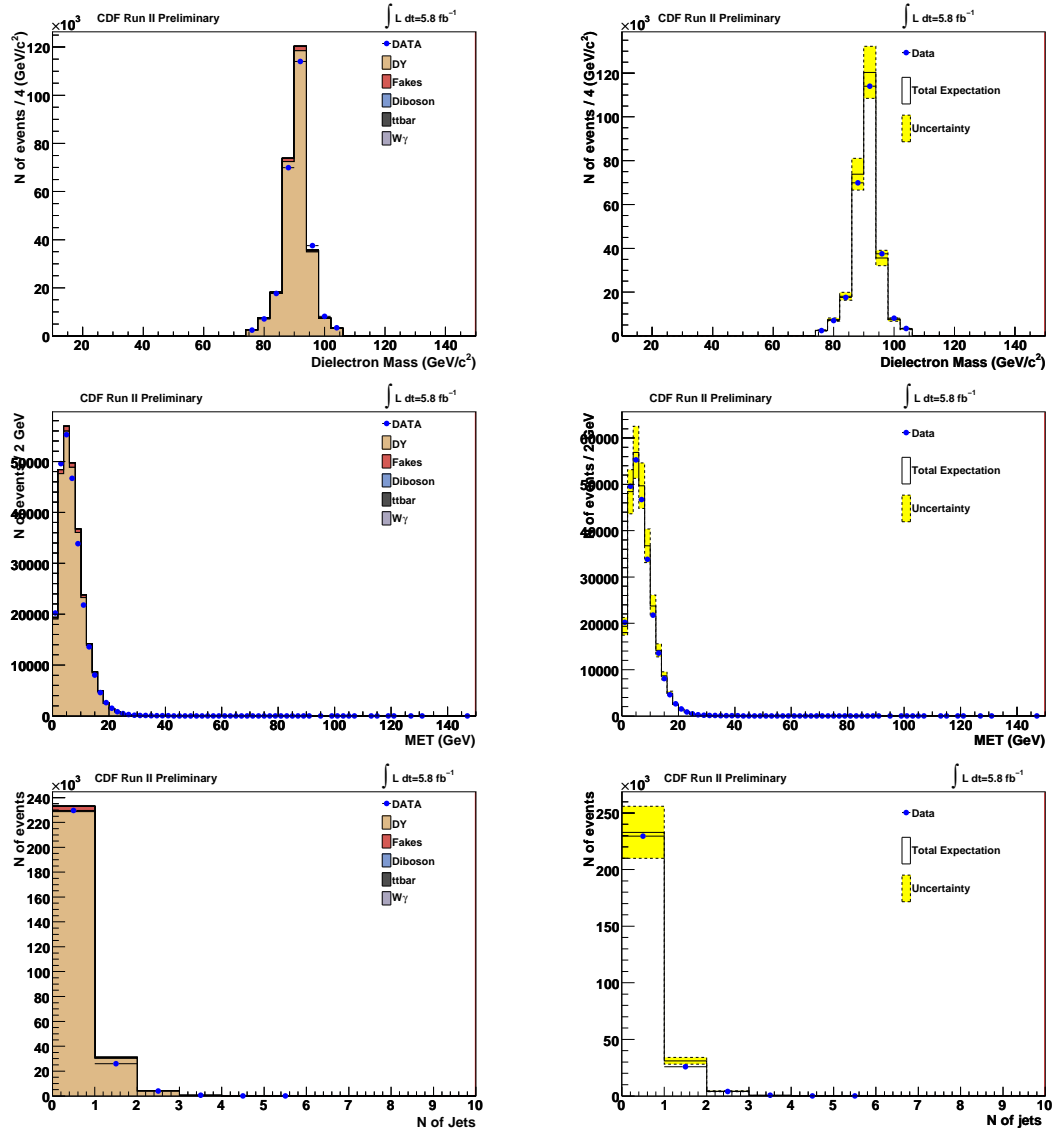 CDF Run II Preliminary
∫ L dt=5.8 fb⁻¹
×10³
N of events / 4 (GeV/c²)
120
100
80
60
40
20
0
20 40 60 80 100 120 140
Dielectron Mass (GeV/c²)
DATA
DY
Fakes
Diboson
ttbar
Wγ
CDF Run II Preliminary
∫ L dt=5.8 fb⁻¹
×10³
N of events / 4 (GeV/c²)
120
100
80
60
40
20
0
20 40 60 80 100 120 140
Dielectron Mass (GeV/c²)
Data
Total Expectation
Uncertainty
CDF Run II Preliminary
∫ L dt=5.8 fb⁻¹
N of events / 2 GeV
50000
40000
30000
20000
10000
0
0 20 40 60 80 100 120 140
MET (GeV)
DATA
DY
Fakes
Diboson
ttbar
Wγ
CDF Run II Preliminary
∫ L dt=5.8 fb⁻¹
N of events / 2 GeV
60000
50000
40000
30000
20000
10000
0
0 20 40 60 80 100 120 140
MET (GeV)
Data
Total Expectation
Uncertainty
CDF Run II Preliminary
∫ L dt=5.8 fb⁻¹
×10³
N of events
240
220
200
180
160
140
120
100
80
60
40
20
0
0 1 2 3 4 5 6 7 8 9 10
N of Jets
DATA
DY
Fakes
Diboson
ttbar
Wγ
CDF Run II Preliminary
∫ L dt=5.8 fb⁻¹
×10³
N of events
250
200
150
100
50
0
0 1 2 3 4 5 6 7 8 9 10
N of jets
Data
Total Expectation
Uncertainty